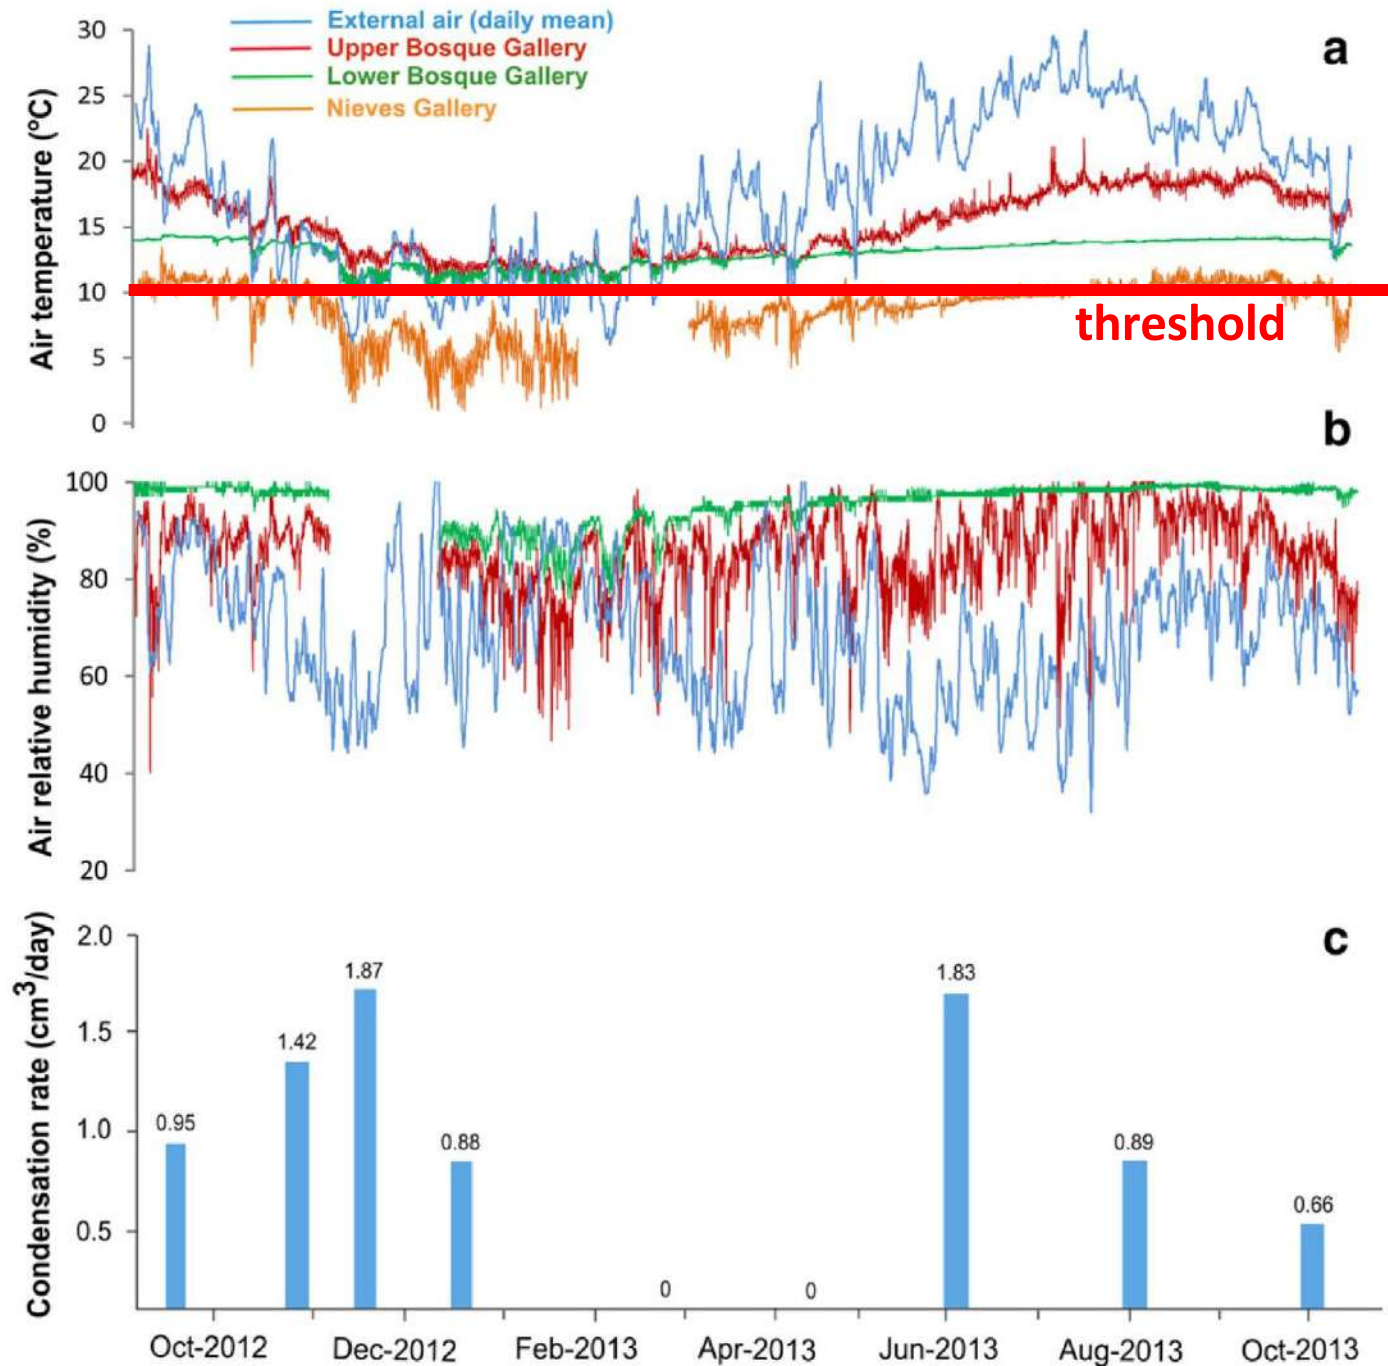 External air (daily mean)
Upper Bosque Gallery
Lower Bosque Gallery
Nieves Gallery
a
Air temperature (°C)
30
25
20
15
10
5
0
threshold
b
Air relative humidity (%)
100
80
60
40
20
c
Condensation rate (cm³/day)
2.0
1.5
1.0
0.5
0.95
1.42
1.87
0.88
0
0
1.83
0.89
0.66
Oct-2012 Dec-2012 Feb-2013 Apr-2013 Jun-2013 Aug-2013 Oct-2013